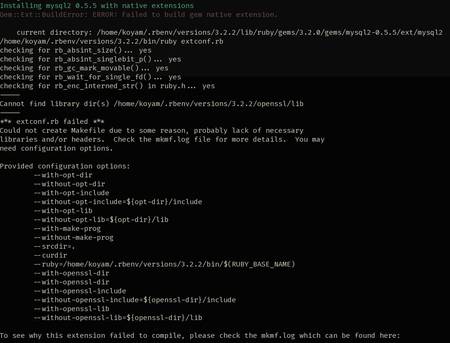 Installing mysql2 0.5.5 with native extensions
Gem::Ext::BuildError: ERROR: Failed to build gem native extension.
current directory: /home/koyam/.rbenv/versions/3.2.2/lib/ruby/gems/3.2.0/gems/mysql2-0.5.5/ext/mysql2
/home/koyam/.rbenv/versions/3.2.2/bin/ruby extconf.rb
checking for rb_absint_size()... yes
checking for rb_absint_singlebit_p()... yes
checking for rb_gc_mark_movable()... yes
checking for rb_wait_for_single_fd()... yes
checking for rb_enc_interned_str() in ruby.h... yes
-----
Cannot find library dir(s) /home/koyam/.rbenv/versions/3.2.2/openssl/lib
-----
*** extconf.rb failed ***
Could not create Makefile due to some reason, probably lack of necessary
libraries and/or headers.  Check the mkmf.log file for more details.  You may
need configuration options.
Provided configuration options:
--with-opt-dir
--without-opt-dir
--with-opt-include
--without-opt-include=${opt-dir}/include
--with-opt-lib
--without-opt-lib=${opt-dir}/lib
--with-make-prog
--without-make-prog
--srcdir=.
--curdir
--ruby=/home/koyam/.rbenv/versions/3.2.2/bin/$(RUBY_BASE_NAME)
--with-openssl-dir
--without-openssl-dir
--with-openssl-include
--without-openssl-include=${openssl-dir}/include
--with-openssl-lib
--without-openssl-lib=${openssl-dir}/lib
To see why this extension failed to compile, please check the mkmf.log which can be found here: